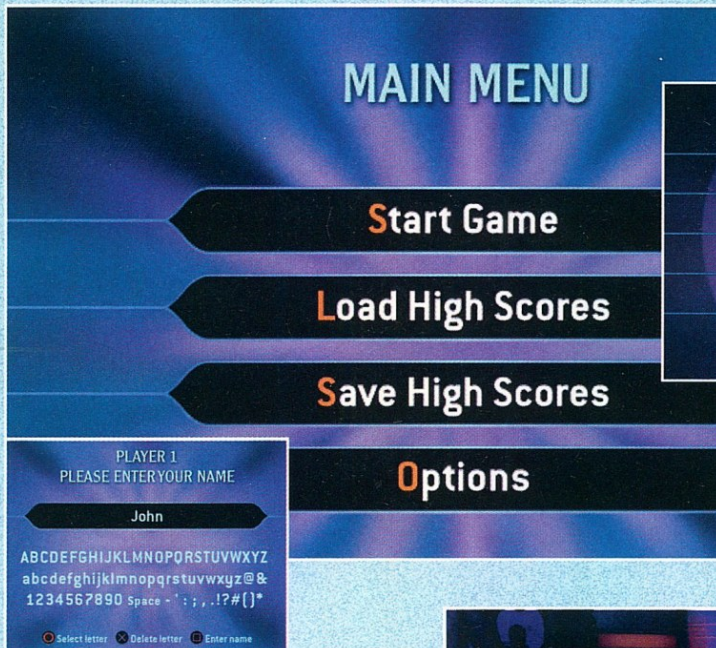 MAIN MENU
Start Game
Load High Scores
Save High Scores
Options
PLAYER 1
PLEASE ENTER YOUR NAME
John
ABCDEFGHIJKLMNOPQRSTUVWXYZ
abcdefghijklmnopqrstuvwxyz@&
1234567890 Space - ` : ; , . ! ? # ( ) *
Select letter Delete letter Enter name